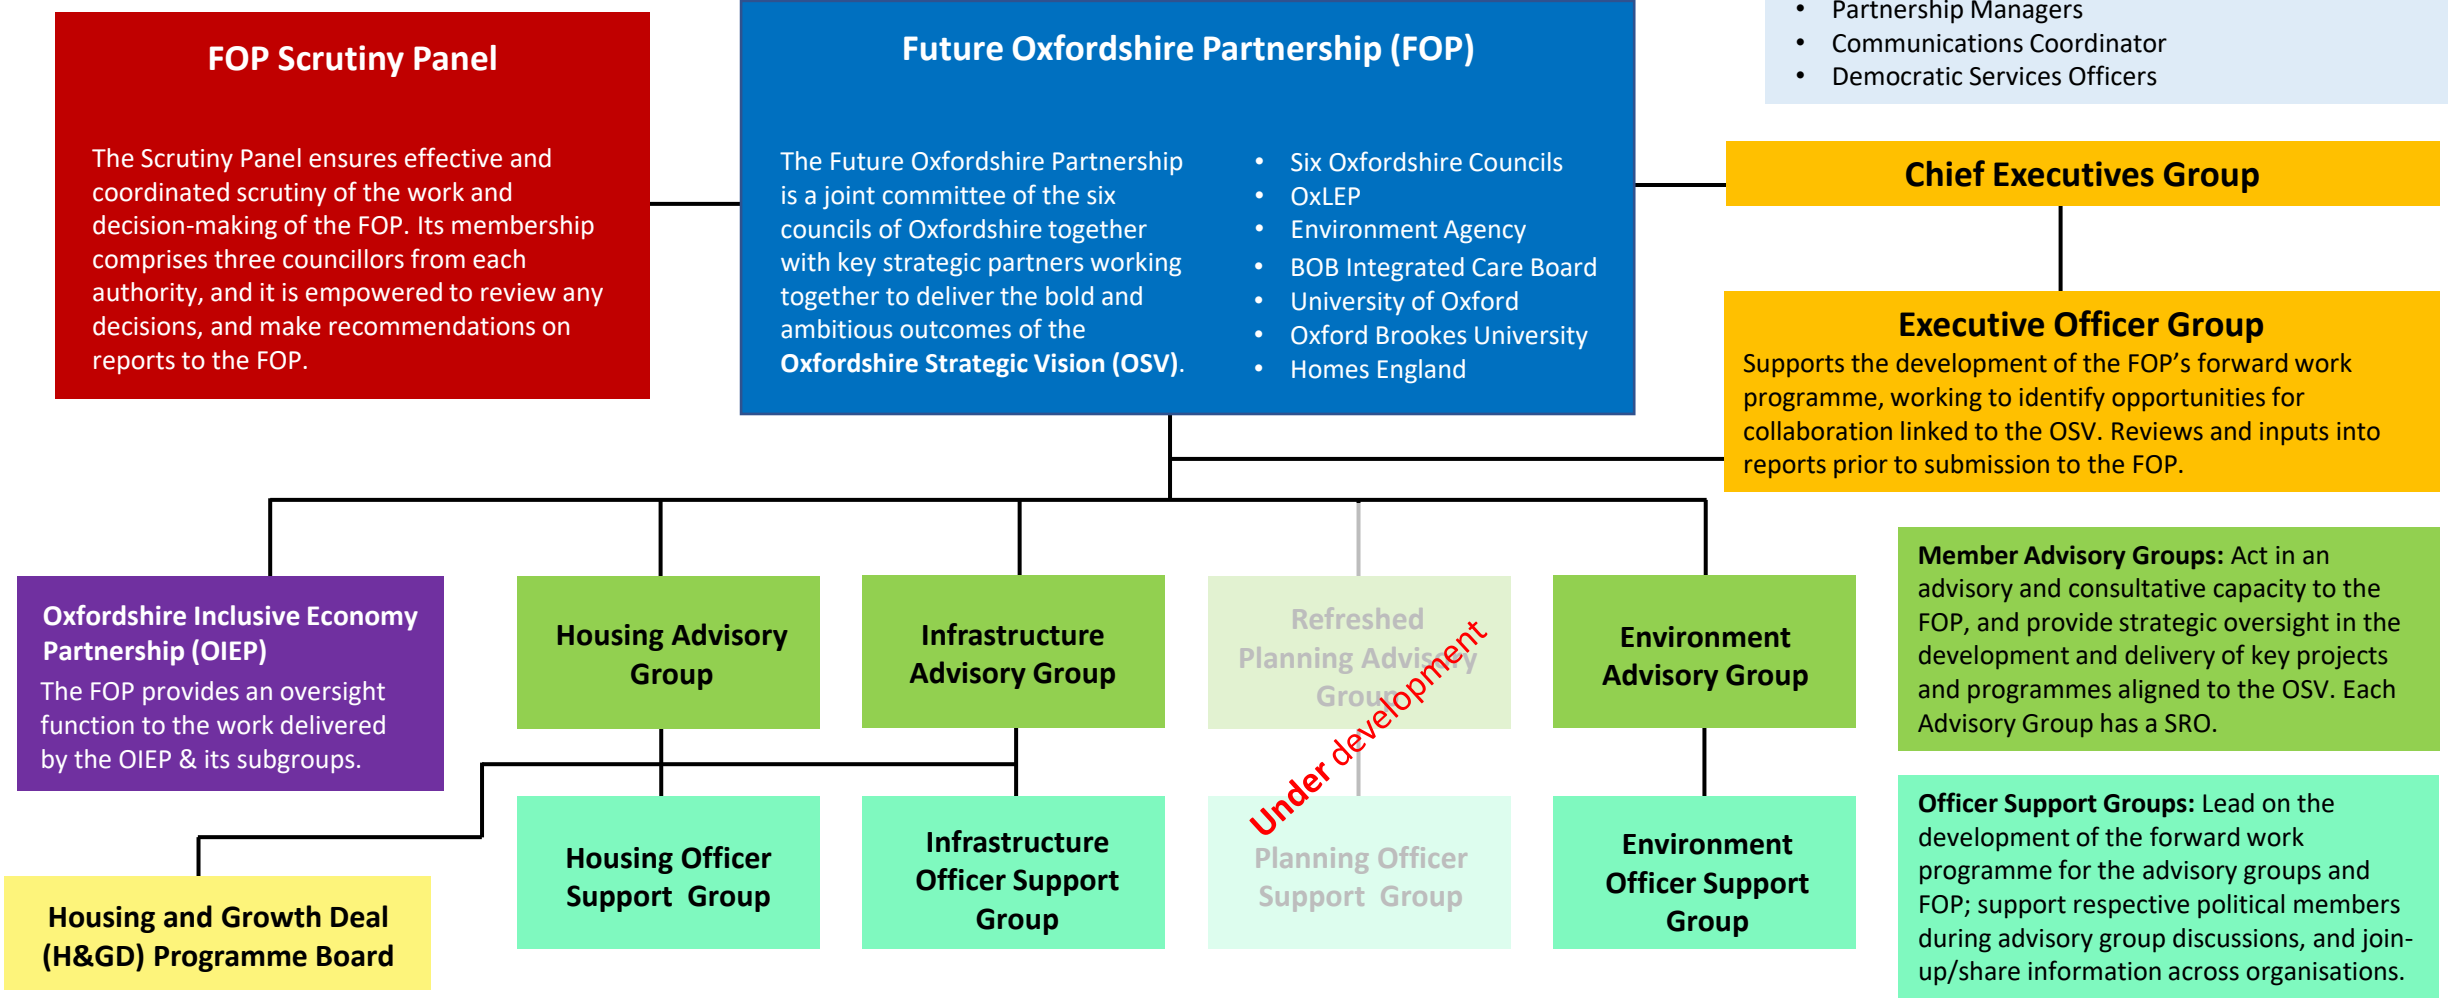 • Partnership Managers
• Communications Coordinator
• Democratic Services Officers
FOP Scrutiny Panel
The Scrutiny Panel ensures effective and
coordinated scrutiny of the work and
decision-making of the FOP. Its membership
comprises three councillors from each
authority, and it is empowered to review any
decisions, and make recommendations on
reports to the FOP.
Future Oxfordshire Partnership (FOP)
The Future Oxfordshire Partnership
is a joint committee of the six
councils of Oxfordshire together
with key strategic partners working
together to deliver the bold and
ambitious outcomes of the
Oxfordshire Strategic Vision (OSV).
• Six Oxfordshire Councils
• OxLEP
• Environment Agency
• BOB Integrated Care Board
• University of Oxford
• Oxford Brookes University
• Homes England
Chief Executives Group
Executive Officer Group
Supports the development of the FOP’s forward work
programme, working to identify opportunities for
collaboration linked to the OSV. Reviews and inputs into
reports prior to submission to the FOP.
Oxfordshire Inclusive Economy
Partnership (OIEP)
The FOP provides an oversight
function to the work delivered
by the OIEP & its subgroups.
Housing Advisory
Group
Infrastructure
Advisory Group
Refreshed
Planning Advisory
Group
Under development
Environment
Advisory Group
Member Advisory Groups: Act in an
advisory and consultative capacity to the
FOP, and provide strategic oversight in the
development and delivery of key projects
and programmes aligned to the OSV. Each
Advisory Group has a SRO.
Housing and Growth Deal
(H&GD) Programme Board
Housing Officer
Support Group
Infrastructure
Officer Support
Group
Planning Officer
Support Group
Environment
Officer Support
Group
Officer Support Groups: Lead on the
development of the forward work
programme for the advisory groups and
FOP; support respective political members
during advisory group discussions, and join-
up/share information across organisations.